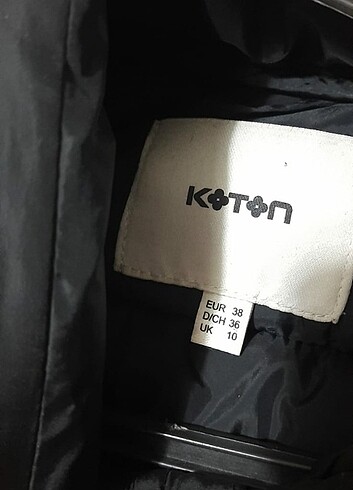 KOTON
EUR 38
D/CH 36
UK 10